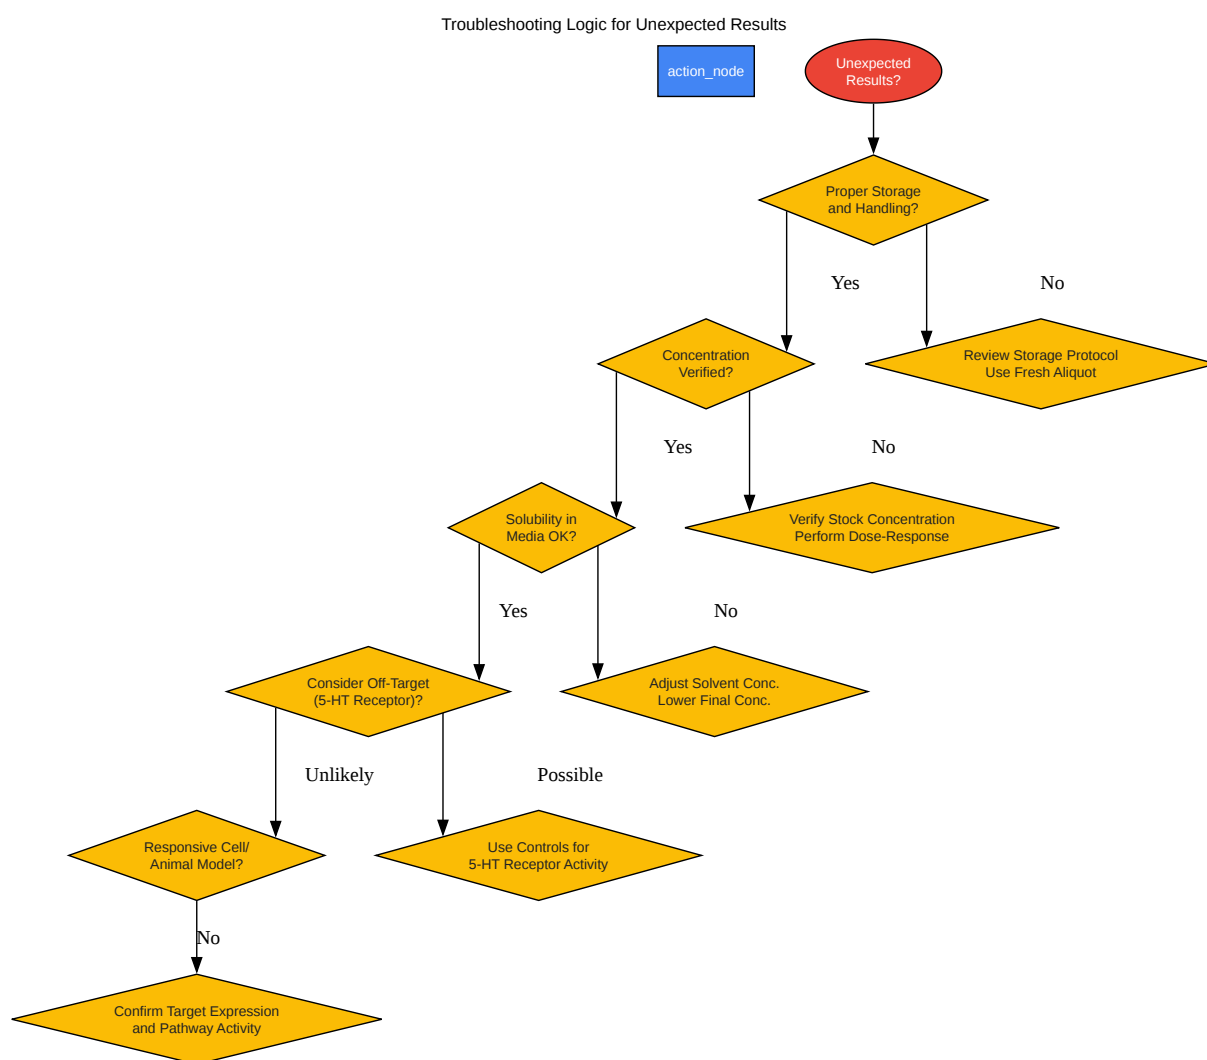 Troubleshooting Logic for Unexpected Results
action_node
Unexpected
Results?
Proper Storage
and Handling?
Yes
No
Concentration
Verified?
Review Storage Protocol
Use Fresh Aliquot
Yes
No
Solubility in
Media OK?
Verify Stock Concentration
Perform Dose-Response
Yes
No
Consider Off-Target
(5-HT Receptor)?
Adjust Solvent Conc.
Lower Final Conc.
Unlikely
Possible
Responsive Cell/
Animal Model?
Use Controls for
5-HT Receptor Activity
No
Confirm Target Expression
and Pathway Activity